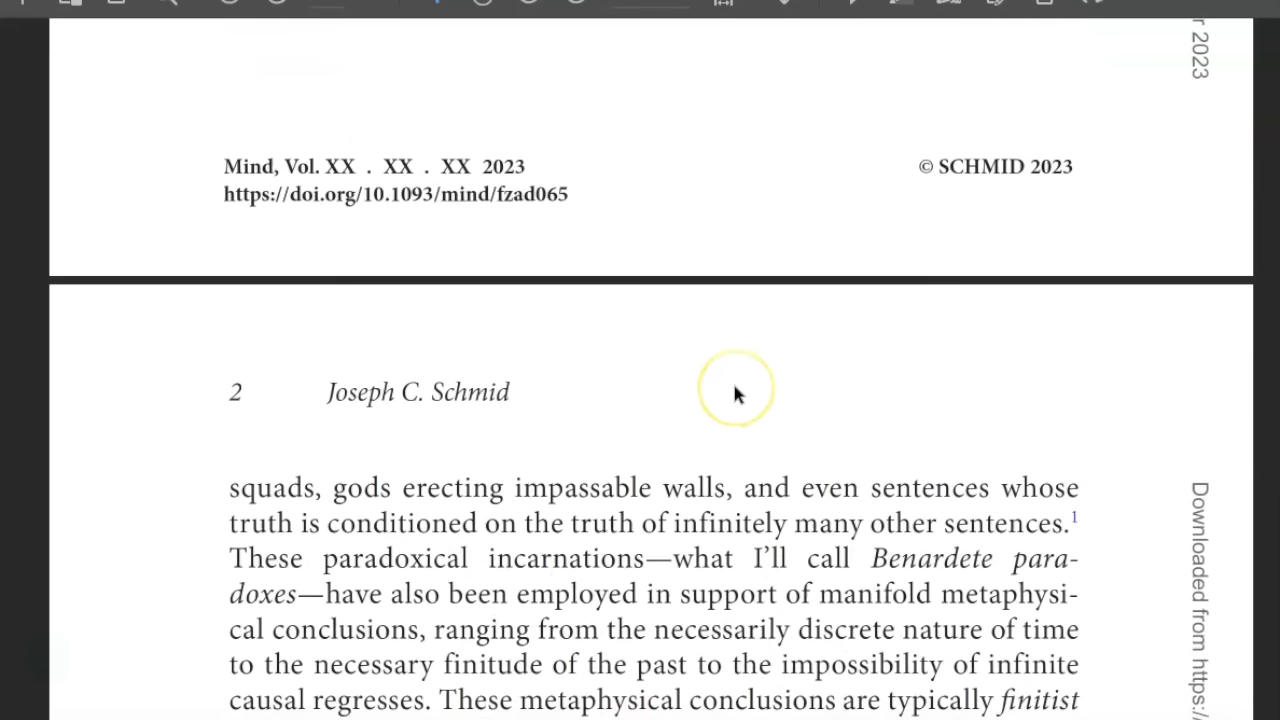 r 2023
Mind, Vol. XX . XX . XX 2023
© SCHMID 2023
https://doi.org/10.1093/mind/fzad065
2 Joseph C. Schmid
squads, gods erecting impassable walls, and even sentences whose
truth is conditioned on the truth of infinitely many other sentences.1
These paradoxical incarnations—what I'll call Benardete para-
doxes—have also been employed in support of manifold metaphysi-
cal conclusions, ranging from the necessarily discrete nature of time
to the necessary finitude of the past to the impossibility of infinite
causal regresses. These metaphysical conclusions are typically finitist
Downloaded from https:/